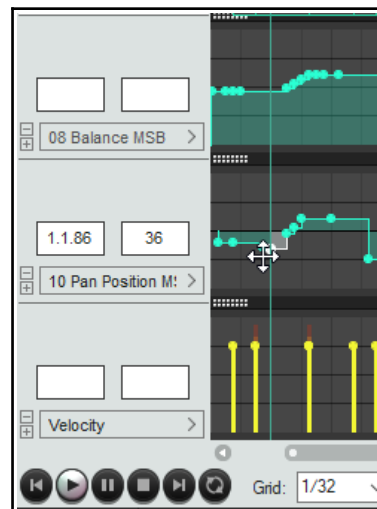 08 Balance MSB
1.1.86 36
10 Pan Position M
Velocity
Grid: 1/32